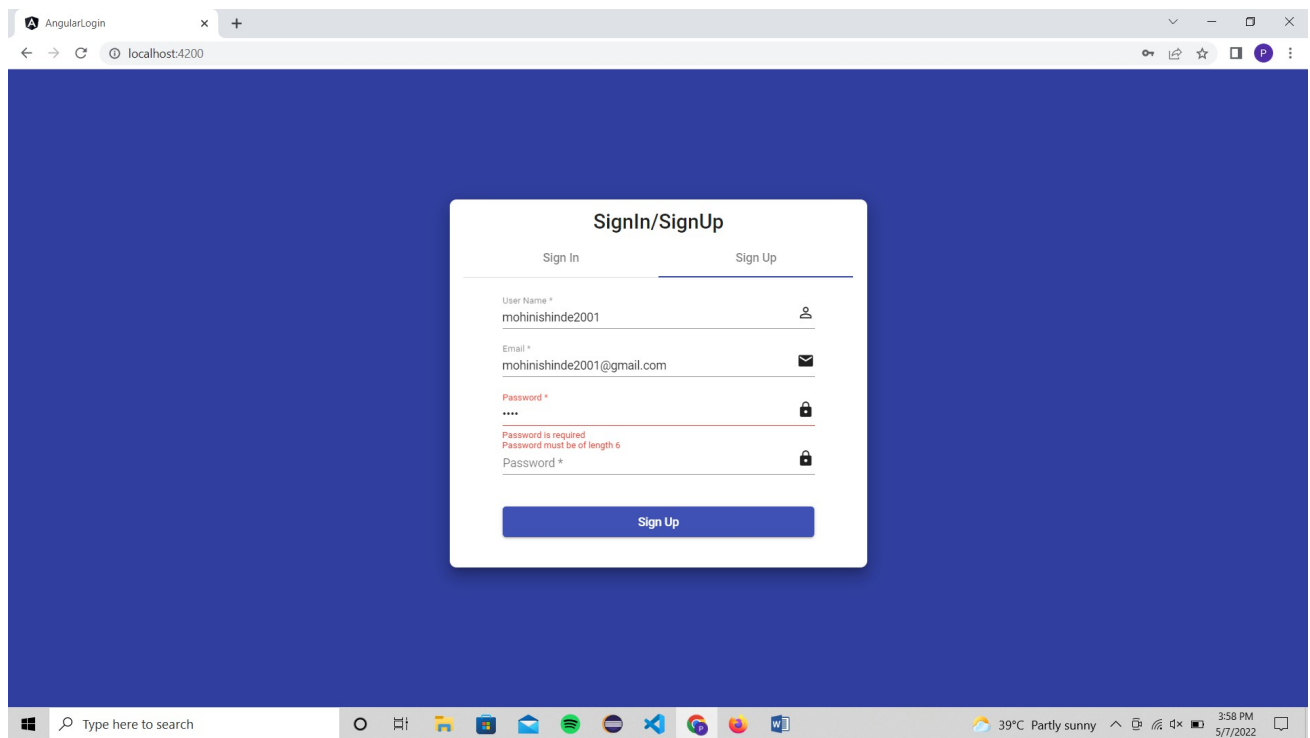 AngularLogin
localhost:4200
P
SignIn/SignUp
Sign In Sign Up
User Name *
mohinishinde2001
Email *
mohinishinde2001@gmail.com
Password *
••••
Password is required
Password must be of length 6
Password *
Sign Up
Type here to search
39°C Partly sunny
3:58 PM
5/7/2022